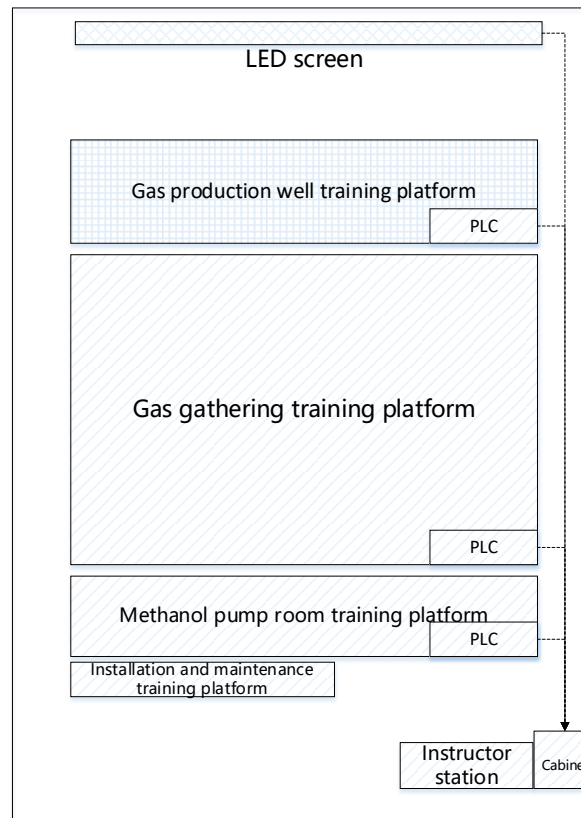 LED screen
Gas production well training platform
PLC
Gas gathering training platform
PLC
Methanol pump room training platform
PLC
Installation and maintenance
training platform
Instructor
station
Cabine